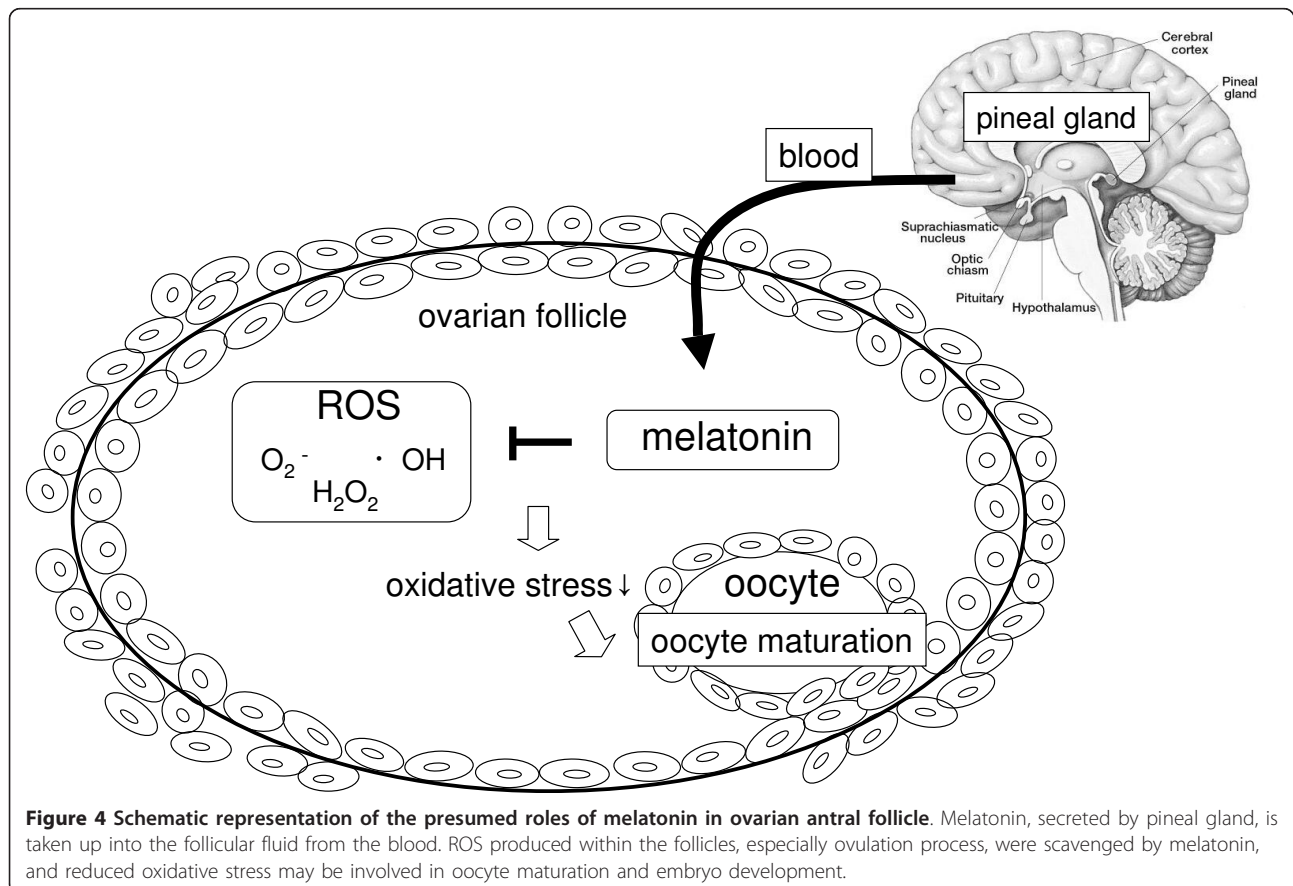 Cerebral
cortex
Pineal
gland
pineal gland
blood
Suprachiasmatic
nucleus
Optic
chiasm
Pituitary
Hypothalamus
ovarian follicle
ROS
O₂⁻ · OH
H₂O₂
melatonin
oxidative stress ↓
oocyte
oocyte maturation
Figure 4 Schematic representation of the presumed roles of melatonin in ovarian antral follicle. Melatonin, secreted by pineal gland, is
taken up into the follicular fluid from the blood. ROS produced within the follicles, especially ovulation process, were scavenged by melatonin,
and reduced oxidative stress may be involved in oocyte maturation and embryo development.